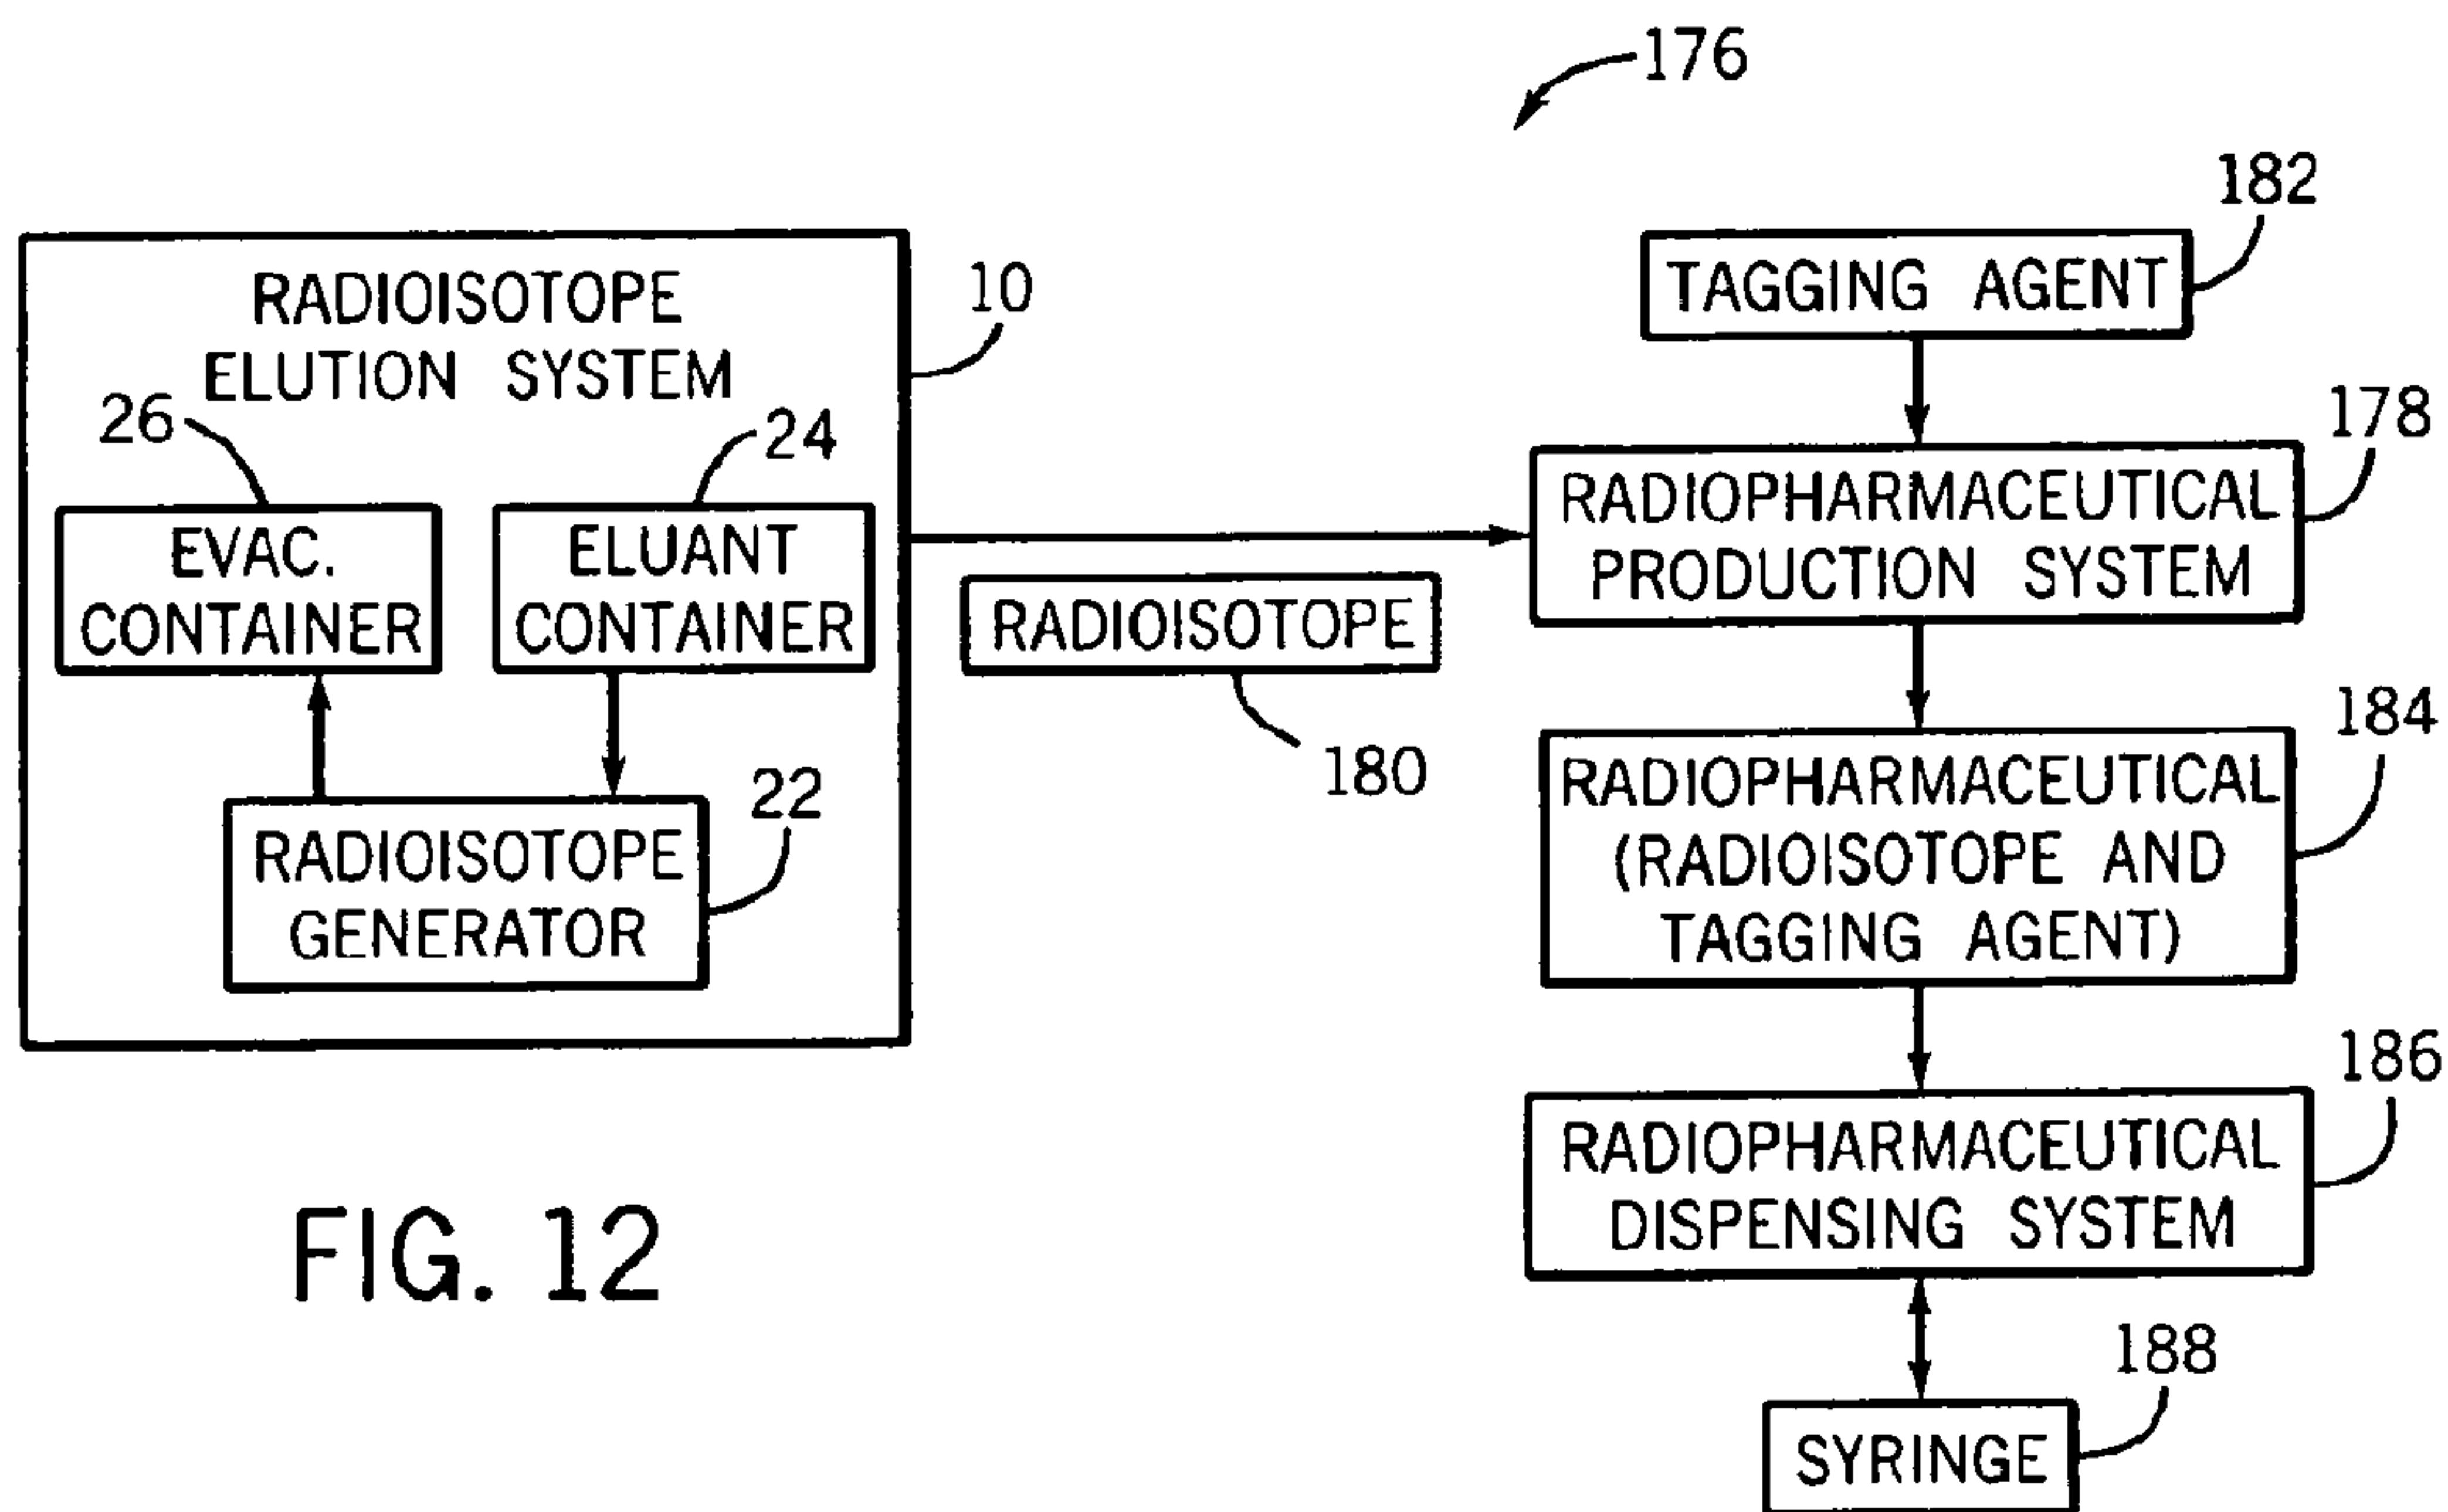 176
182
TAGGING AGENT
RADIOISOTOPE
ELUTION SYSTEM
10
26
24
EVAC.
CONTAINER
ELUANT
CONTAINER
22
RADIOISOTOPE
GENERATOR
RADIOISOTOPE
180
178
RADIOPHARMACEUTICAL
PRODUCTION SYSTEM
184
RADIOPHARMACEUTICAL
(RADIOISOTOPE AND
TAGGING AGENT)
186
RADIOPHARMACEUTICAL
DISPENSING SYSTEM
188
SYRINGE
FIG. 12